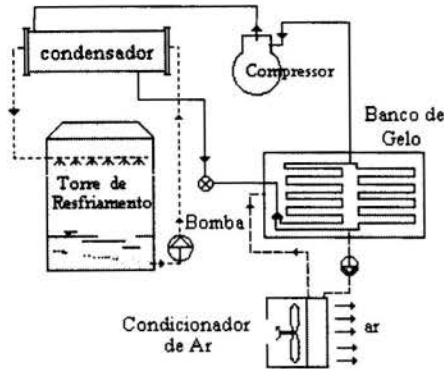 condensador
Compressor
Banco de
Gelo
Torre de
Resfriamento
Bomba
Condicionador
de Ar
ar